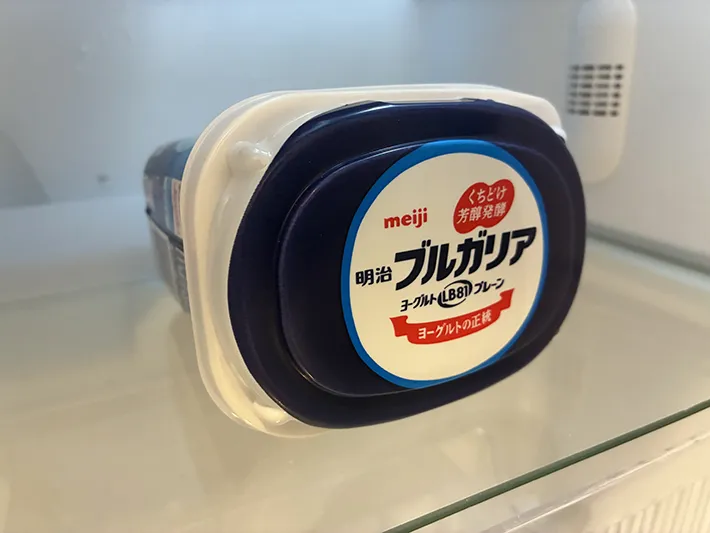 meiji
くちどけ
芳醇発酵
明治 ブルガリア
ヨーグルト LB81 プレーン
ヨーグルトの正統